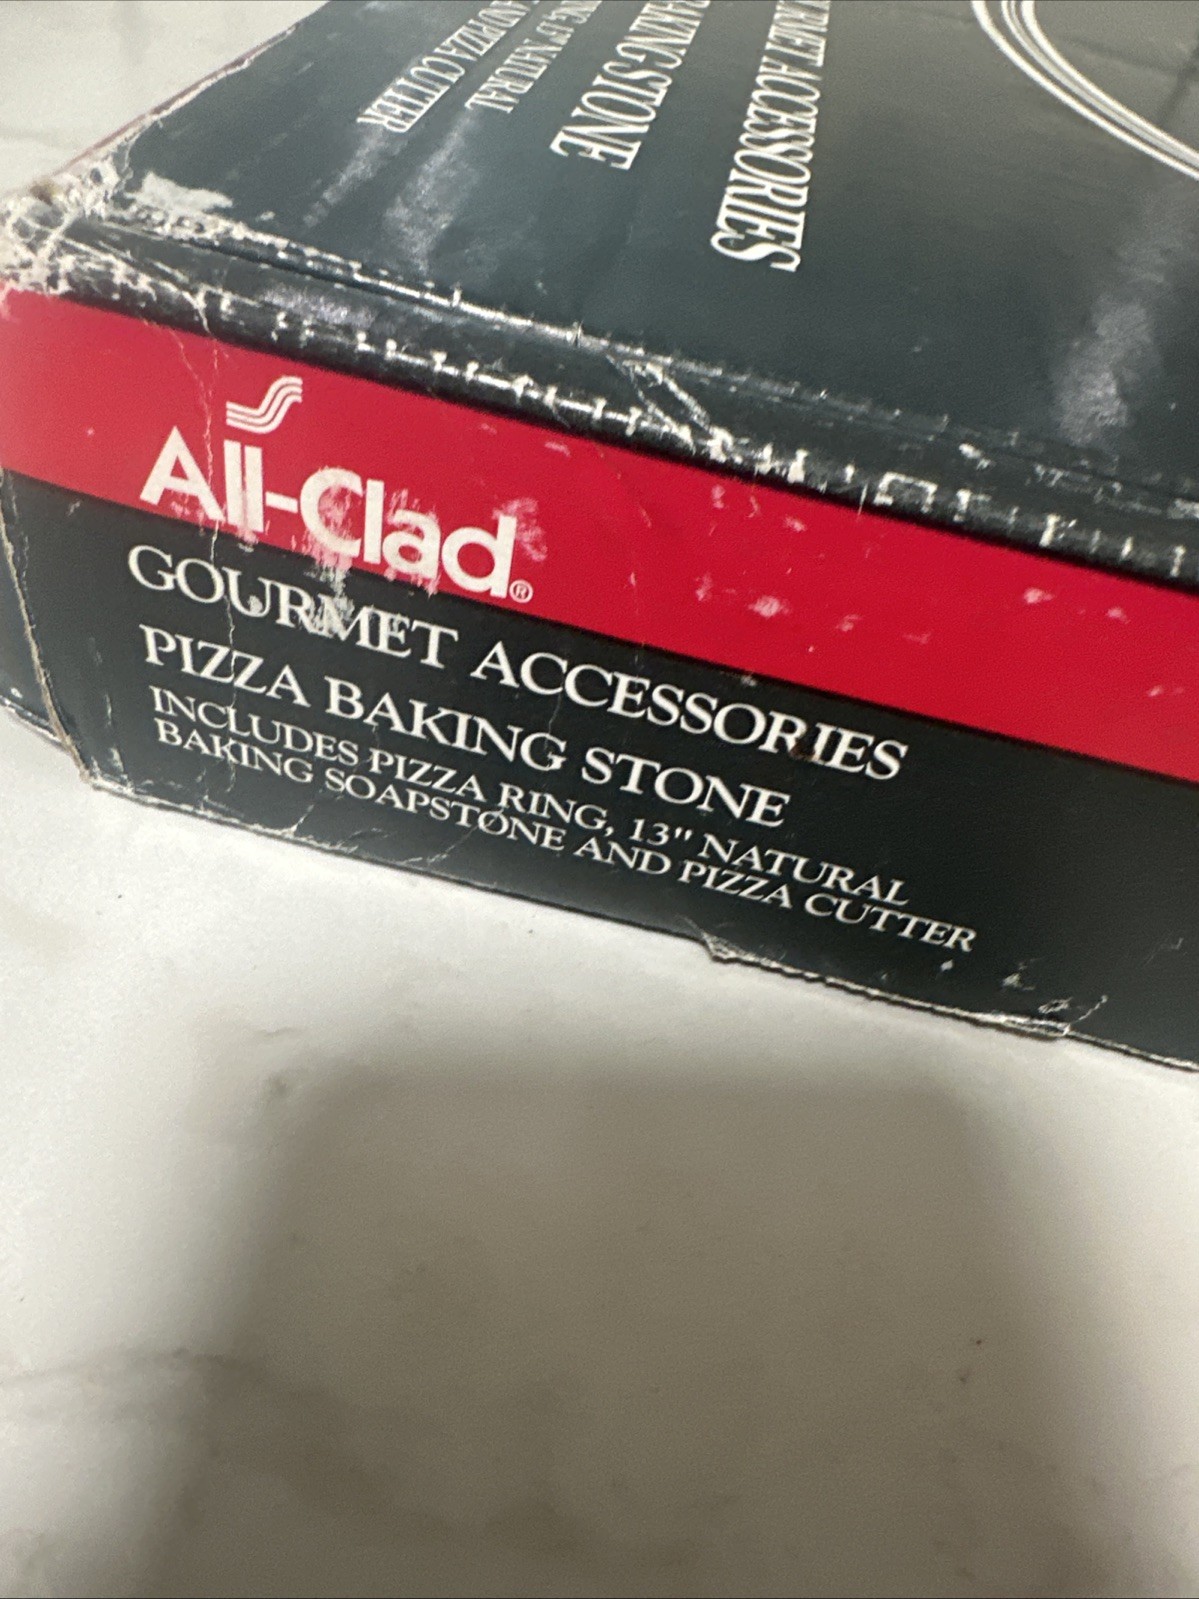 ACCESSORIES
BAKING STONE
NATURAL
AND PIZZA CUTTER
All-Clad®
GOURMET ACCESSORIES
PIZZA BAKING STONE
INCLUDES PIZZA RING, 13" NATURAL
BAKING SOAPSTONE AND PIZZA CUTTER